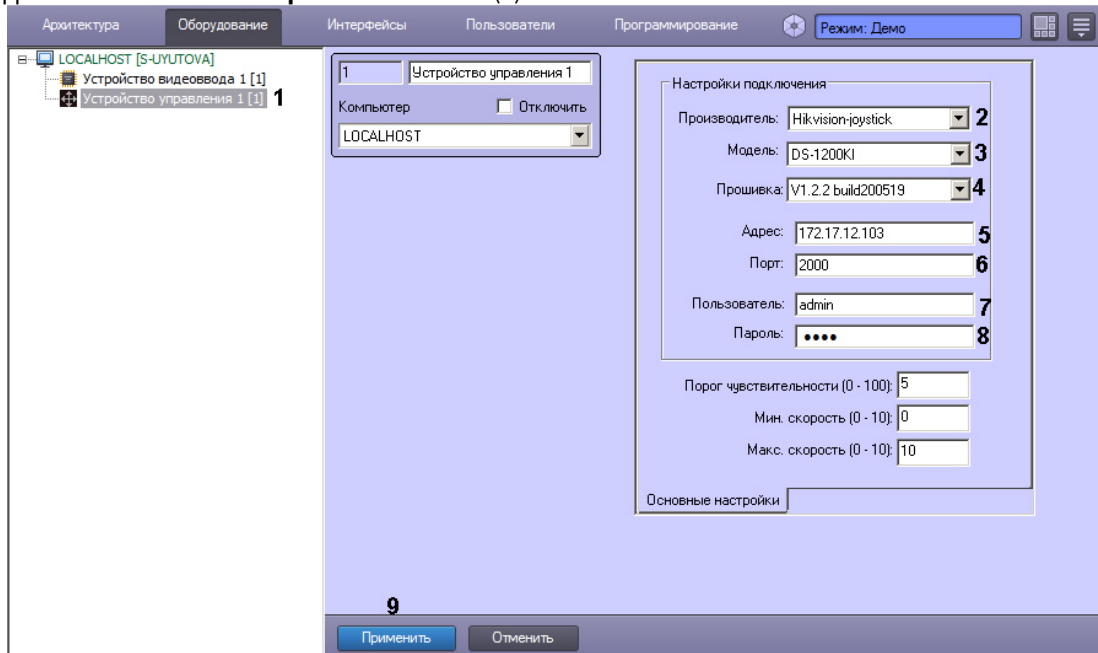 Архитектура Оборудование Интерфейсы Пользователи Программирование Режим: Демо
LOCALHOST [S-UYUTOVA]
Устройство видеоввода 1 [1]
Устройство управления 1 [1] 1
1 Устройство управления 1
Компьютер Отключить
LOCALHOST
Настройки подключения
Производитель: Hikvision-joystick 2
Модель: DS-1200KI 3
Прошивка: V1.2.2 build200519 4
Адрес: 172.17.12.103 5
Порт: 2000 6
Пользователь: admin 7
Пароль: •••• 8
Порог чувствительности (0 - 100): 5
Мин. скорость (0 - 10): 0
Макс. скорость (0 - 10): 10
Основные настройки
9
Применить Отменить